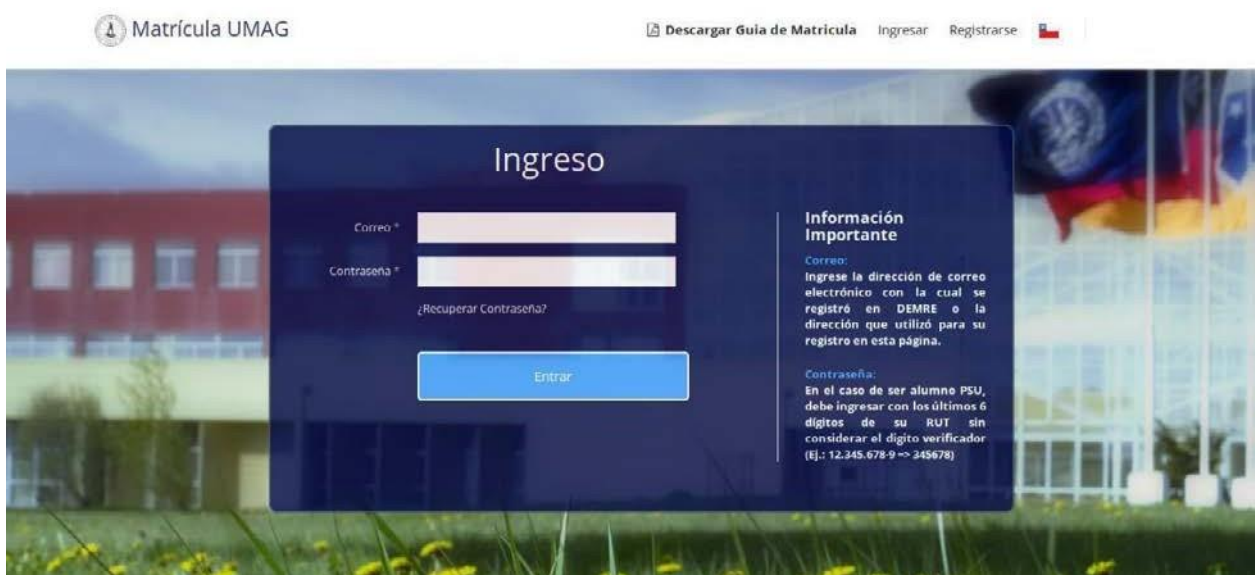 Matrícula UMAG
Descargar Guia de Matricula Ingresar Registrarse
Ingreso
Correo *
Contraseña *
¿Recuperar Contraseña?
Entrar
Información
Importante
Correo:
Ingrese la dirección de correo
electrónico con la cual se
registró en DEMRE o la
dirección que utilizó para su
registro en esta página.
Contraseña:
En el caso de ser alumno PSU,
debe ingresar con los últimos 6
dígitos de su RUT sin
considerar el digito verificador
(Ej.: 12.345.678-9 => 345678)